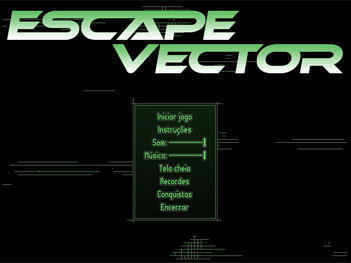 ESCAPE
VECTOR
Iniciar jogo
Instruções
Som:
Música:
Tela cheia
Recordes
Conquistas
Encerrar